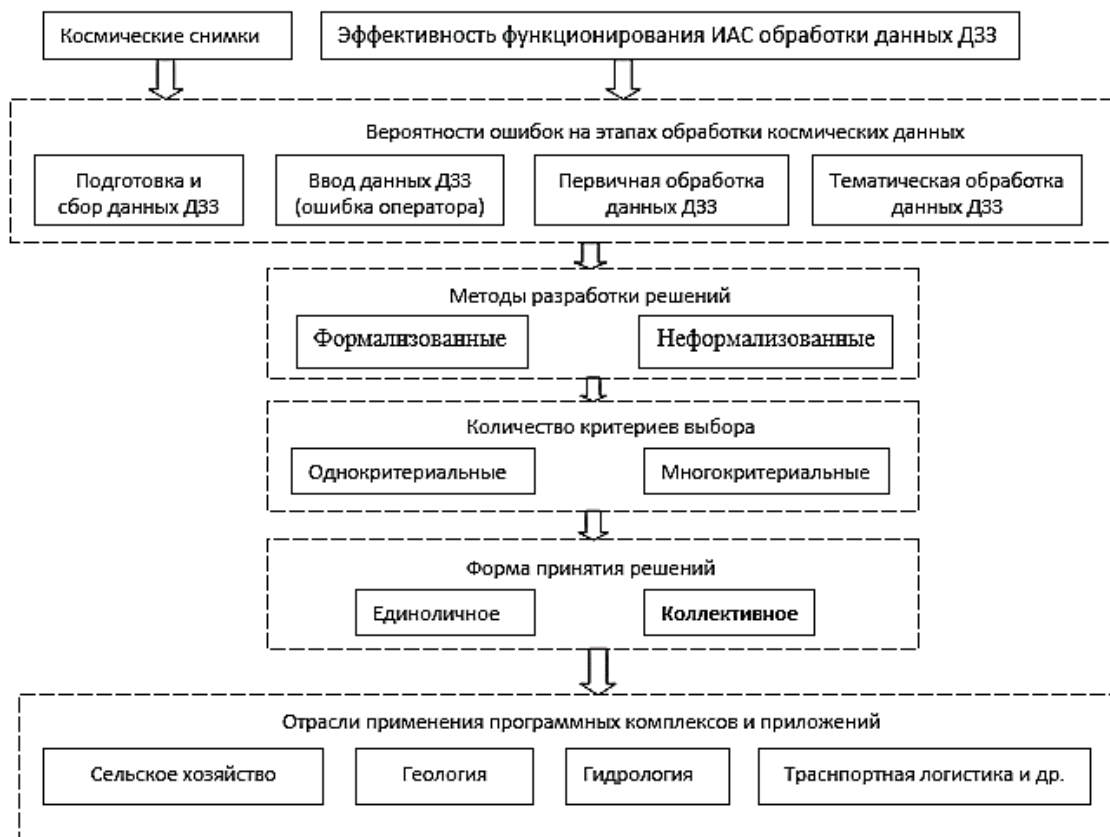 Космические снимки
Эффективность функционирования ИАС обработки данных ДЗЗ
Вероятности ошибок на этапах обработки космических данных
Подготовка и
сбор данных ДЗЗ
Ввод данных ДЗЗ
(ошибка оператора)
Первичная обработка
данных ДЗЗ
Тематическая обработка
данных ДЗЗ
Методы разработки решений
Формализованные
Неформализованные
Количество критериев выбора
Однокритериальные
Многокритериальные
Форма принятия решений
Единоличное
Коллективное
Отрасли применения программных комплексов и приложений
Сельское хозяйство
Геология
Гидрология
Траснпортная логистика и др.